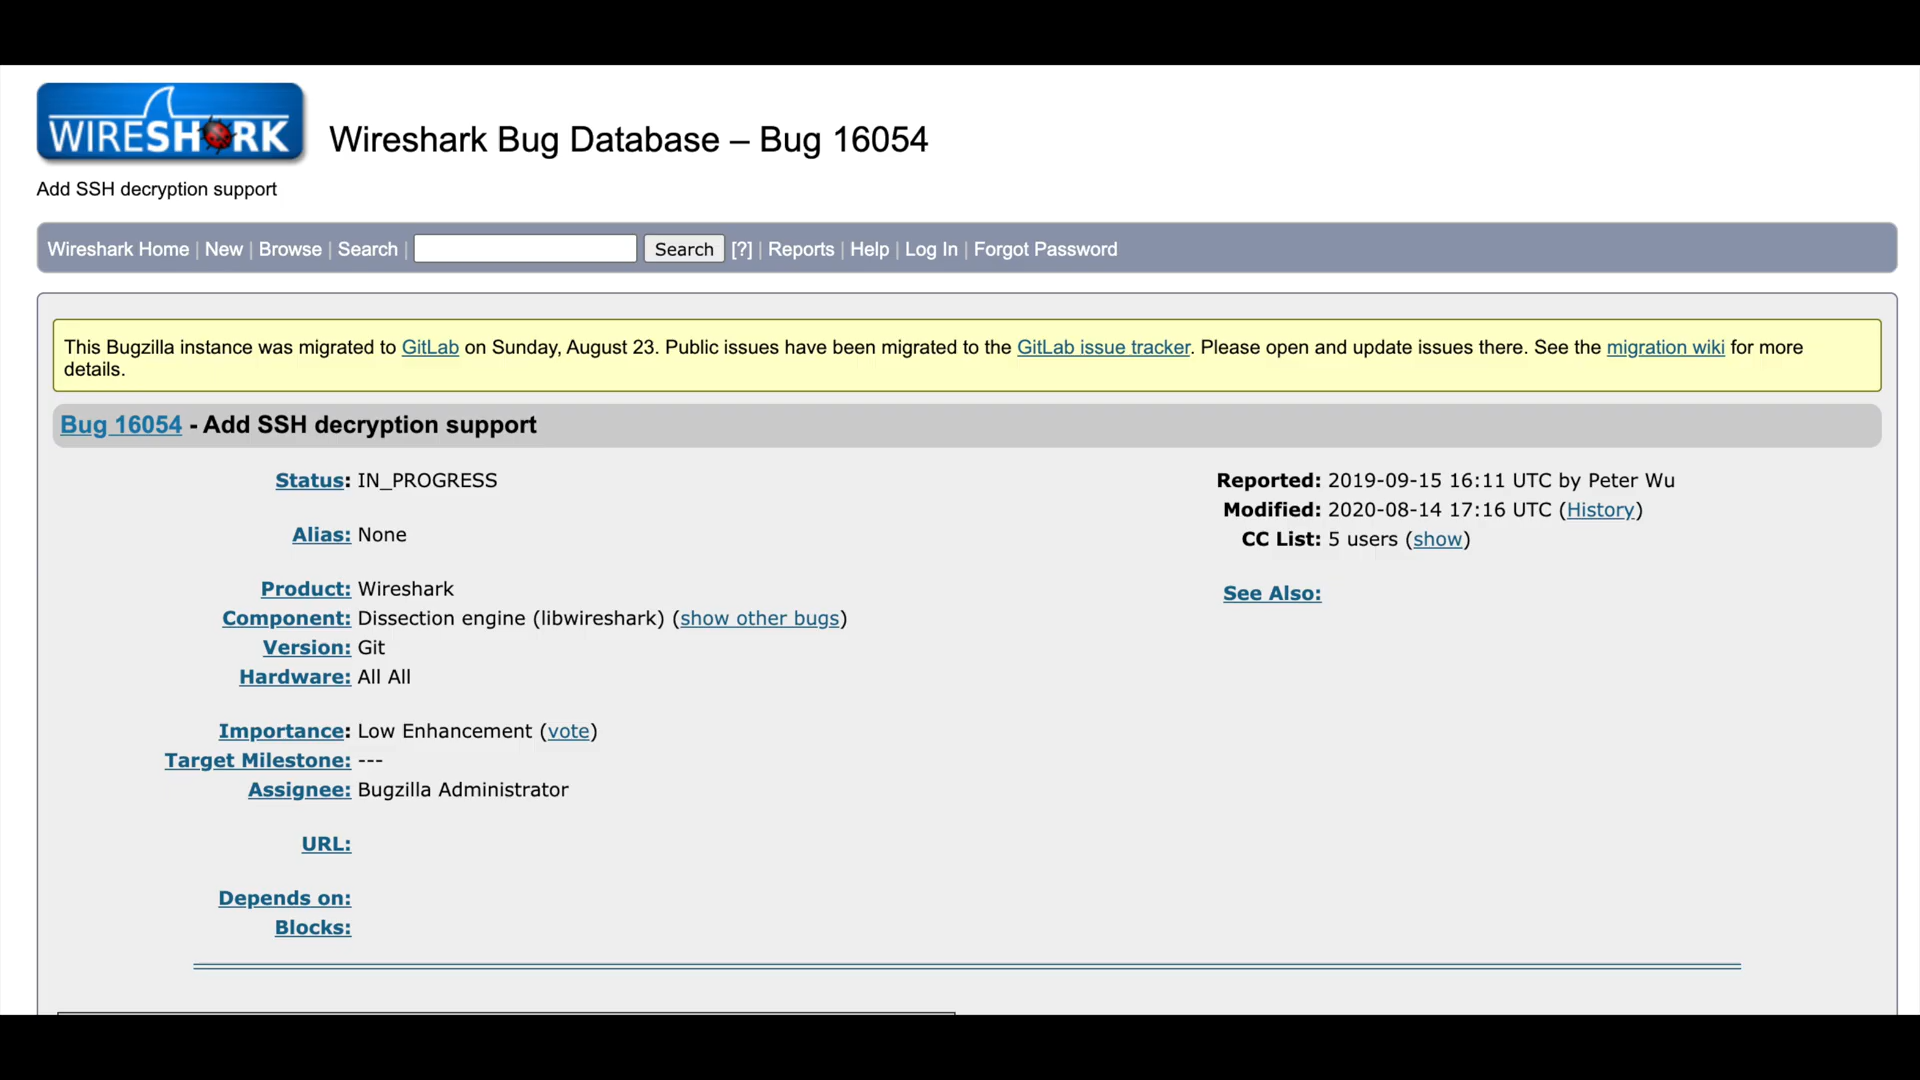 WIRESHARK
Wireshark Bug Database – Bug 16054
Add SSH decryption support
Wireshark Home | New | Browse | Search | Search [?] | Reports | Help | Log In | Forgot Password
This Bugzilla instance was migrated to GitLab on Sunday, August 23. Public issues have been migrated to the GitLab issue tracker. Please open and update issues there. See the migration wiki for more
details.
Bug 16054 - Add SSH decryption support
Status: IN_PROGRESS
Alias: None
Product: Wireshark
Component: Dissection engine (libwireshark) (show other bugs)
Version: Git
Hardware: All All
Importance: Low Enhancement (vote)
Target Milestone: ---
Assignee: Bugzilla Administrator
URL:
Depends on:
Blocks:
Reported: 2019-09-15 16:11 UTC by Peter Wu
Modified: 2020-08-14 17:16 UTC (History)
CC List: 5 users (show)
See Also: